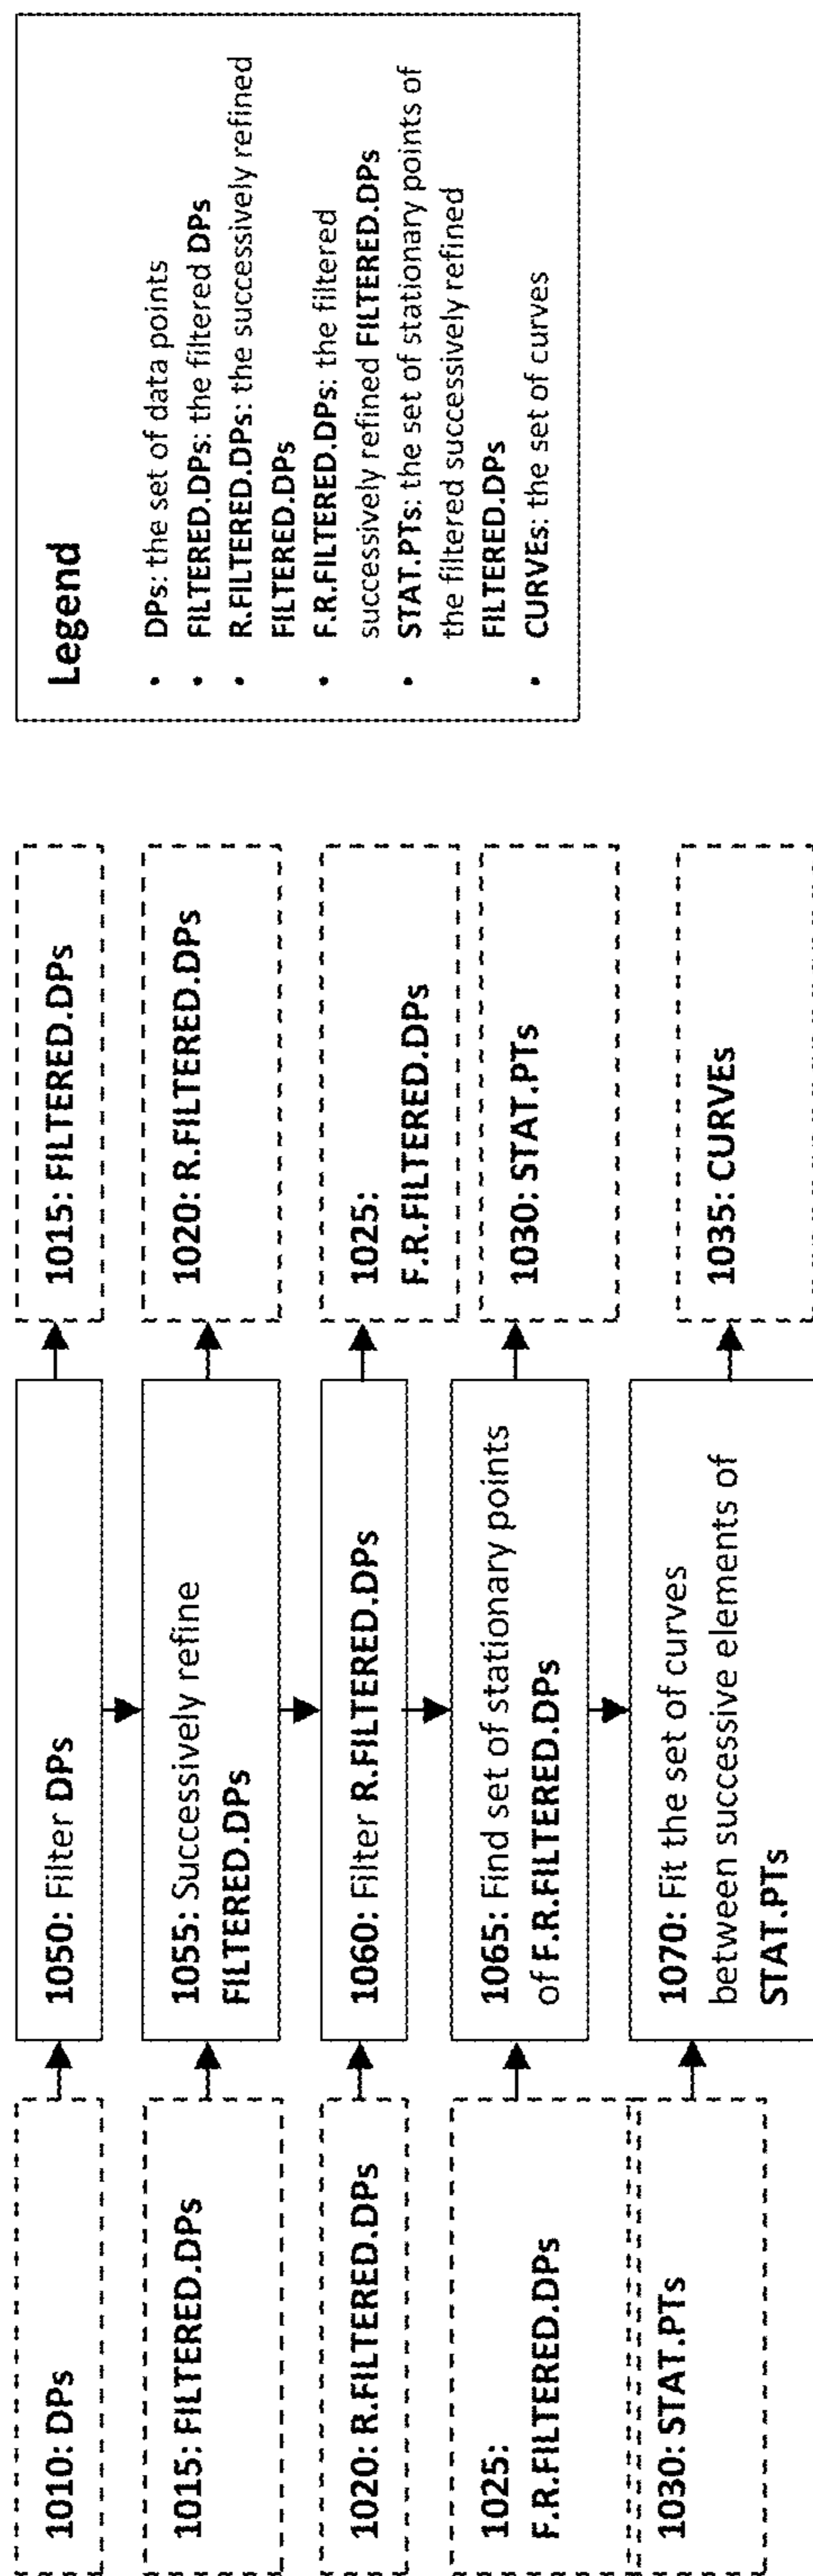 1010: DPs
1050: Filter DPs
1015: FILTERED.DPs
1015: FILTERED.DPs
1055: Successively refine
FILTERED.DPs
1020: R.FILTERED.DPs
1020: R.FILTERED.DPs
1060: Filter R.FILTERED.DPs
1025:
F.R.FILTERED.DPs
1025:
F.R.FILTERED.DPs
1065: Find set of stationary points
of F.R.FILTERED.DPs
1030: STAT.PTs
1030: STAT.PTs
1070: Fit the set of curves
between successive elements of
STAT.PTs
1035: CURVEs
Legend
• DPs: the set of data points
• FILTERED.DPs: the filtered DPs
• R.FILTERED.DPs: the successively refined
FILTERED.DPs
• F.R.FILTERED.DPs: the filtered
successively refined FILTERED.DPs
• STAT.PTs: the set of stationary points of
the filtered successively refined
FILTERED.DPs
• CURVEs: the set of curves